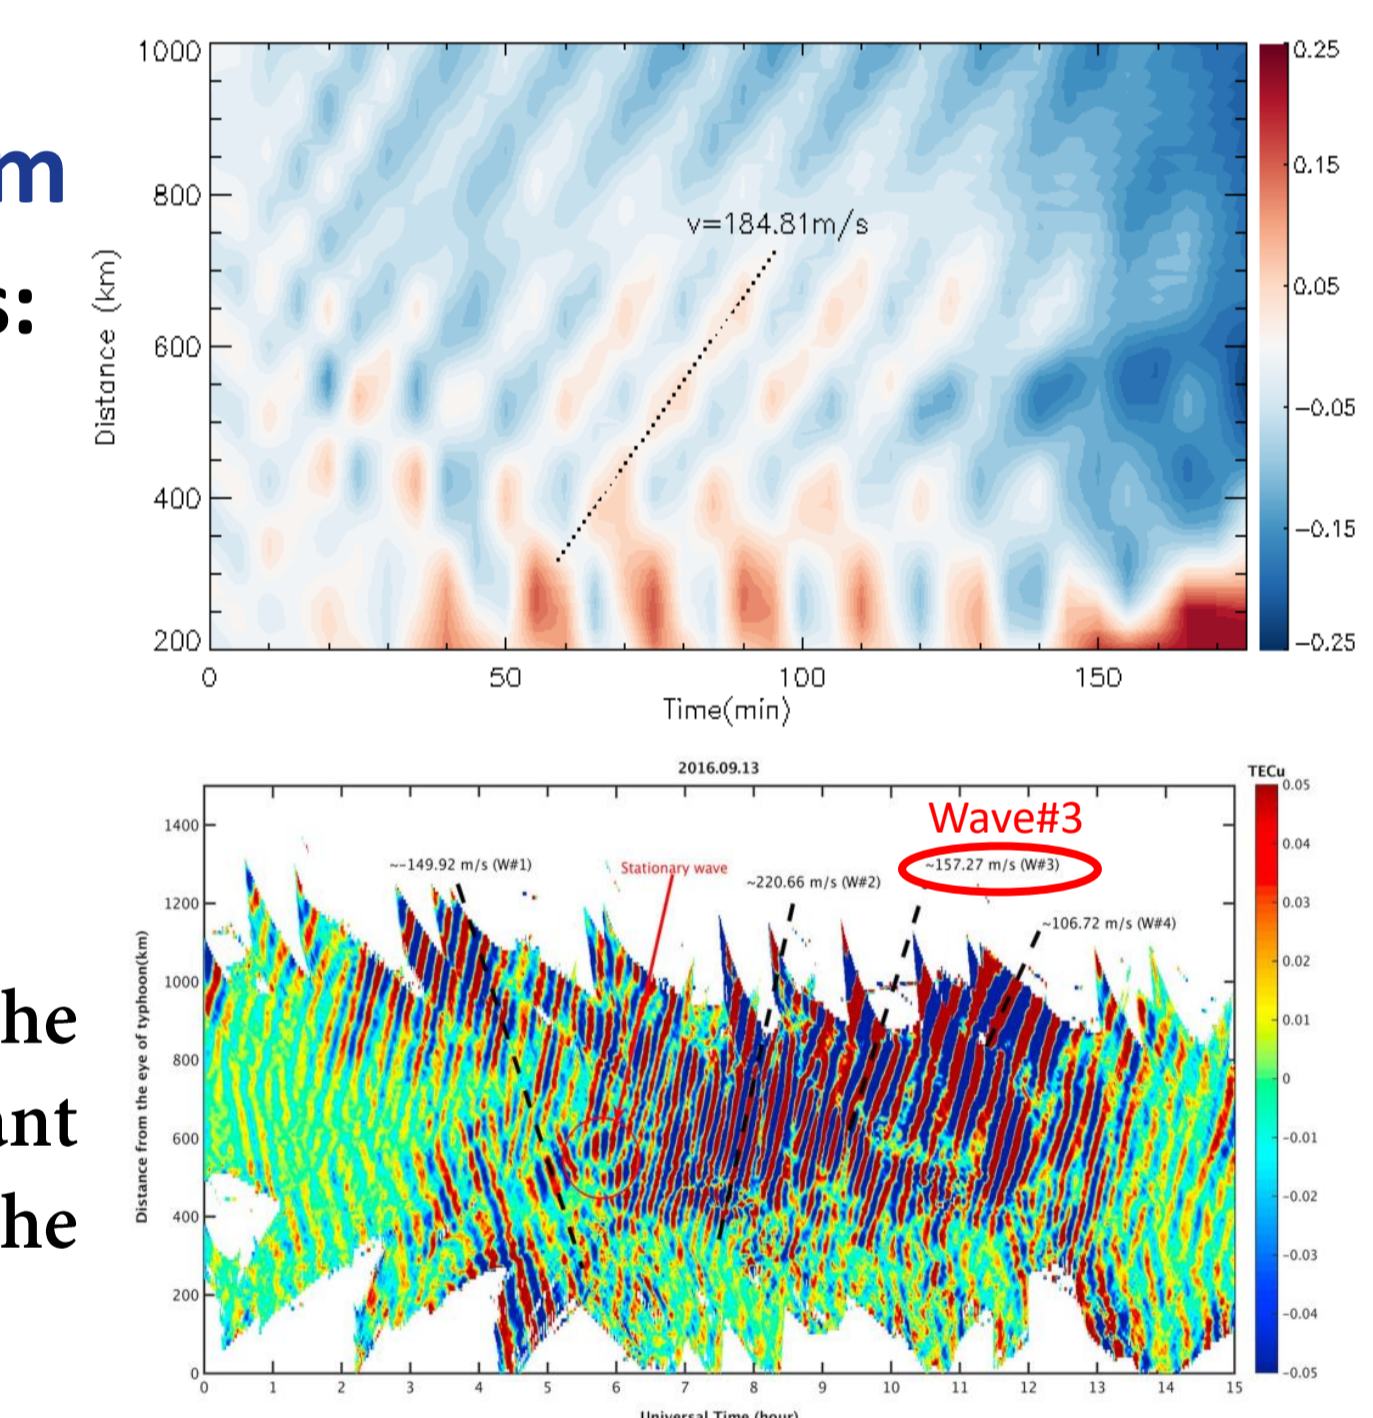 m
s:
he
ant
he
1000
800
600
400
200
Distance (km)
v=184.81m/s
0 50 100 150
Time(min)
0.25
0.15
0.05
-0.05
-0.15
-0.25
2016.09.13
TECu
Wave#3
~-149.92 m/s (W#1)
Stationary wave
~220.66 m/s (W#2)
~157.27 m/s (W#3)
~106.72 m/s (W#4)
1400
1200
1000
800
600
400
200
0
Distance from the eye of typhoon(km)
0 1 2 3 4 5 6 7 8 9 10 11 12 13 14 15
Universal Time (hour)
0.05
0.04
0.03
0.02
0.01
0
-0.01
-0.02
-0.03
-0.04
-0.05